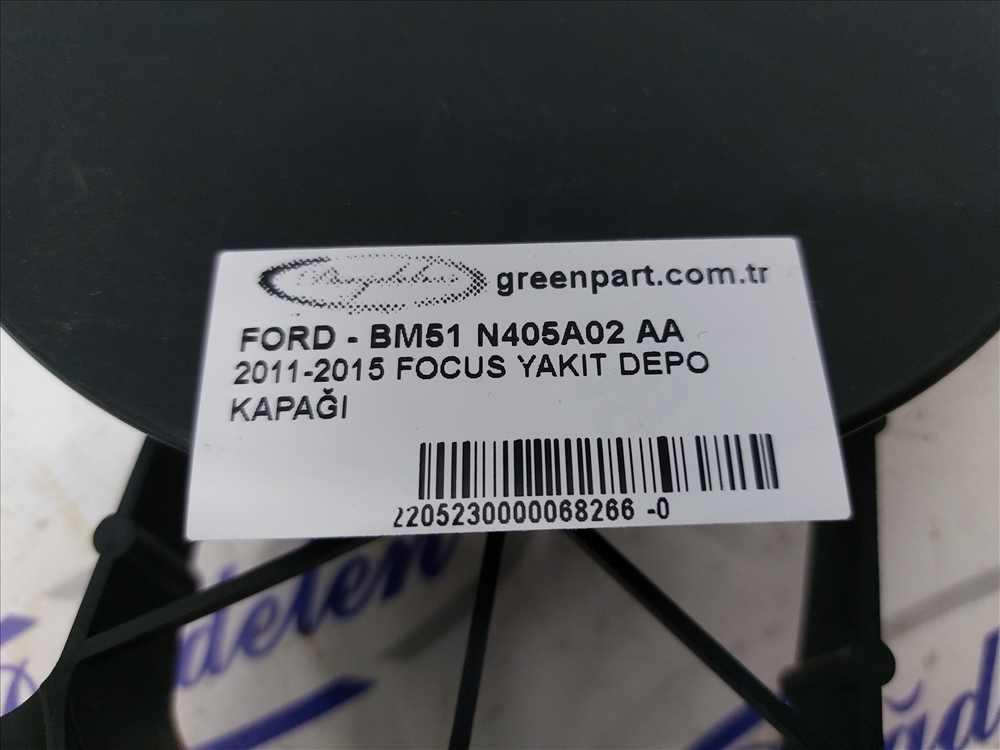 greenpart.com.tr
FORD - BM51 N405A02 AA
2011-2015 FOCUS YAKIT DEPO
KAPAĞI
2205230000068266 -0